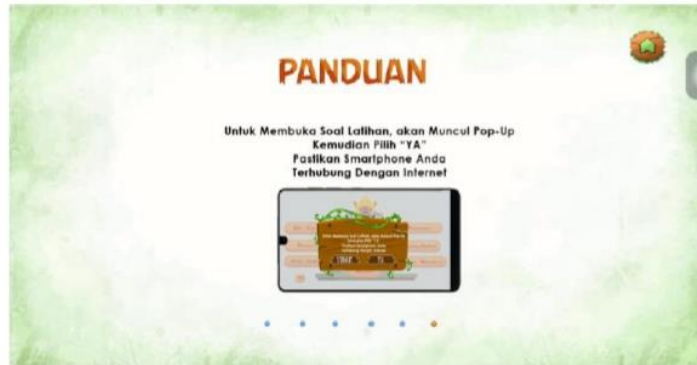 PANDUAN
Untuk Membuka Soal Latihan, akan Muncul Pop-Up
Kemudian Pilih "YA"
Pastikan Smartphone Anda
Terhubung Dengan Internet